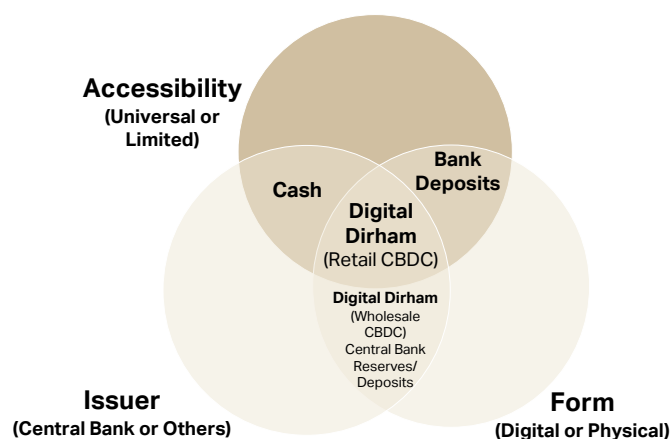 Accessibility
(Universal or
Limited)
Bank
Deposits
Cash
Digital
Dirham
(Retail CBDC)
Digital Dirham
(Wholesale
CBDC)
Central Bank
Reserves/
Deposits
Issuer
(Central Bank or Others)
Form
(Digital or Physical)